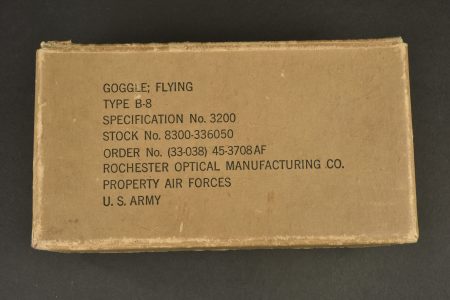 GOGGLE; FLYING
TYPE B-8
SPECIFICATION No. 3200
STOCK No. 8300-336050
ORDER No. (33-038) 45-3708AF
ROCHESTER OPTICAL MANUFACTURING CO.
PROPERTY AIR FORCES
U. S. ARMY